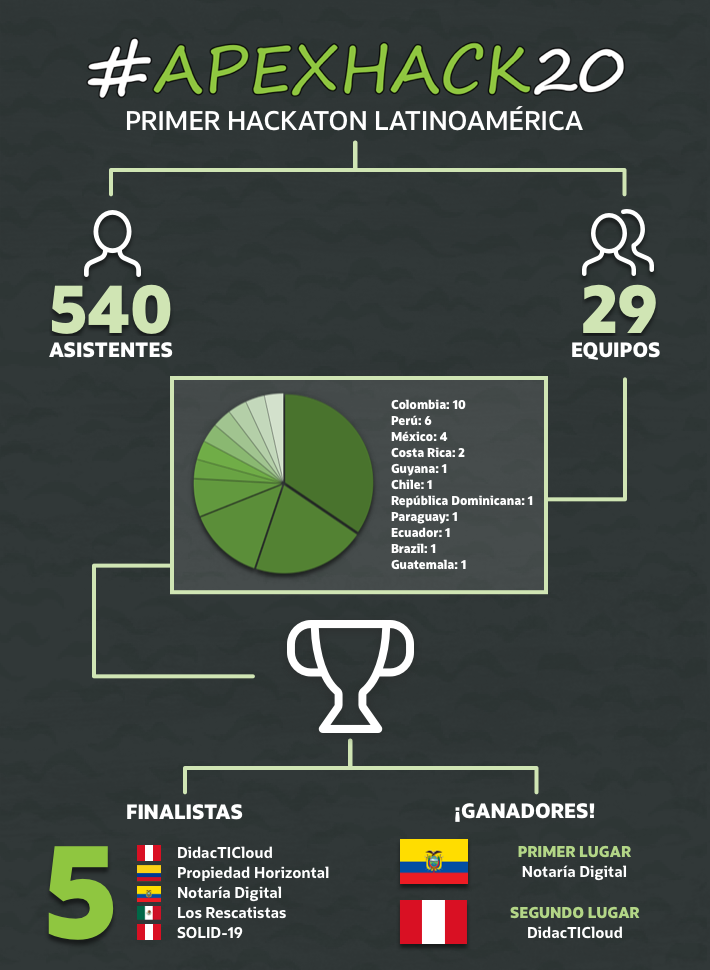 #APEXHACK20
PRIMER HACKATON LATINOAMÉRICA
540
ASISTENTES
29
EQUIPOS
Colombia: 10
Perú: 6
México: 4
Costa Rica: 2
Guyana: 1
Chile: 1
República Dominicana: 1
Paraguay: 1
Ecuador: 1
Brazil: 1
Guatemala: 1
FINALISTAS
5
DidacTICloud
Propiedad Horizontal
Notaría Digital
Los Rescatistas
SOLID-19
¡GANADORES!
PRIMER LUGAR
Notaría Digital
SEGUNDO LUGAR
DidacTICloud